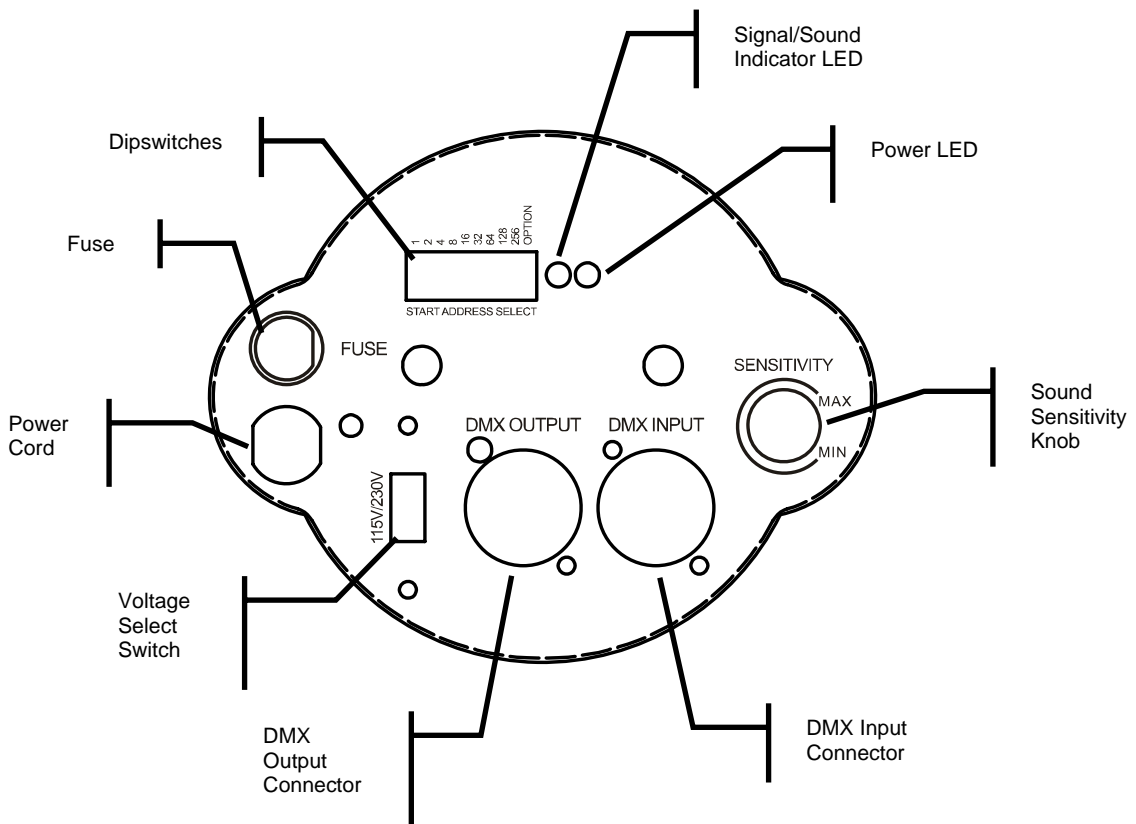 Signal/Sound
Indicator LED
Dipswitches
Power LED
Fuse
1
2
4
8
16
32
64
128
256
OPTION
START ADDRESS SELECT
FUSE
SENSITIVITY
MAX
MIN
Sound
Sensitivity
Knob
Power
Cord
DMX OUTPUT
DMX INPUT
115V/230V
Voltage
Select
Switch
DMX
Output
Connector
DMX Input
Connector